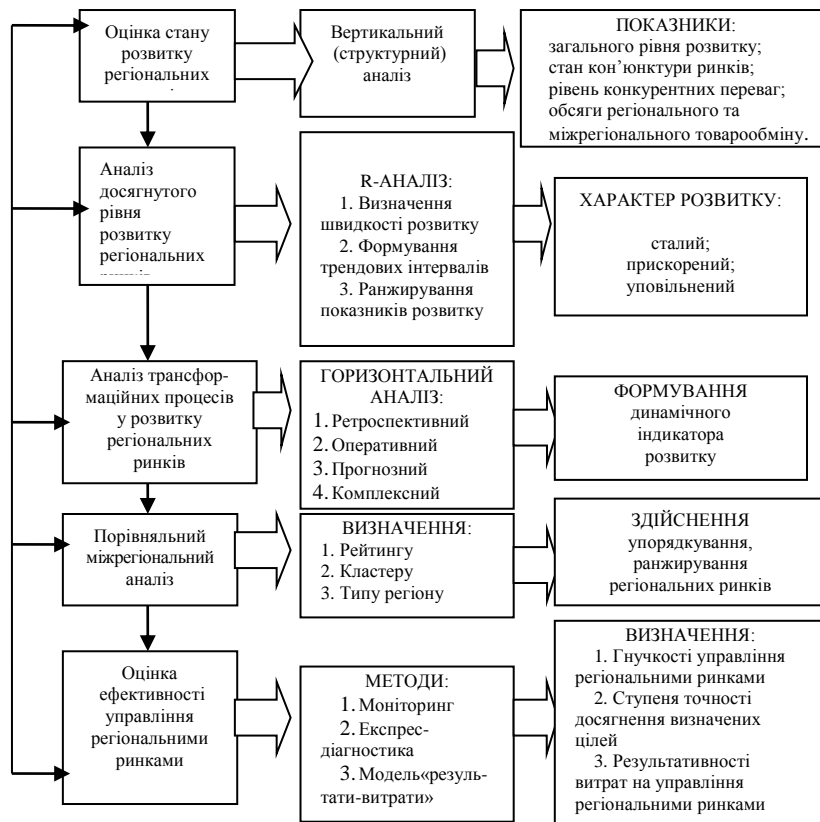 Оцінка стану
розвитку
регіональних
Вертикальний
(структурний)
аналіз
ПОКАЗНИКИ:
загального рівня розвитку;
стан кон’юнктури ринків;
рівень конкурентних переваг;
обсяги регіонального та
міжрегіонального товарообміну.
Аналіз
досягнутого
рівня
розвитку
регіональних
R-АНАЛІЗ:
1. Визначення
швидкості розвитку
2. Формування
трендових інтервалів
3. Ранжирування
показників розвитку
ХАРАКТЕР РОЗВИТКУ:
сталий;
прискорений;
уповільнений
Аналіз трансфор-
маційних процесів
у розвитку
регіональних
ринків
ГОРИЗОНТАЛЬНИЙ
АНАЛІЗ:
1. Ретроспективний
2. Оперативний
3. Прогнозний
4. Комплексний
ФОРМУВАННЯ
динамічного
індикатора
розвитку
Порівняльний
міжрегіональний
аналіз
ВИЗНАЧЕННЯ:
1. Рейтингу
2. Кластеру
3. Типу регіону
ЗДІЙСНЕННЯ
упорядкування,
ранжирування
регіональних ринків
Оцінка
ефективності
управління
регіональними
ринками
МЕТОДИ:
1. Моніторинг
2. Експрес-
діагностика
3. Модель«резуль-
тати-витрати»
ВИЗНАЧЕННЯ:
1. Гнучкості управління
регіональними ринками
2. Ступеня точності
досягнення визначених
цілей
3. Результативності
витрат на управління
регіональними ринками